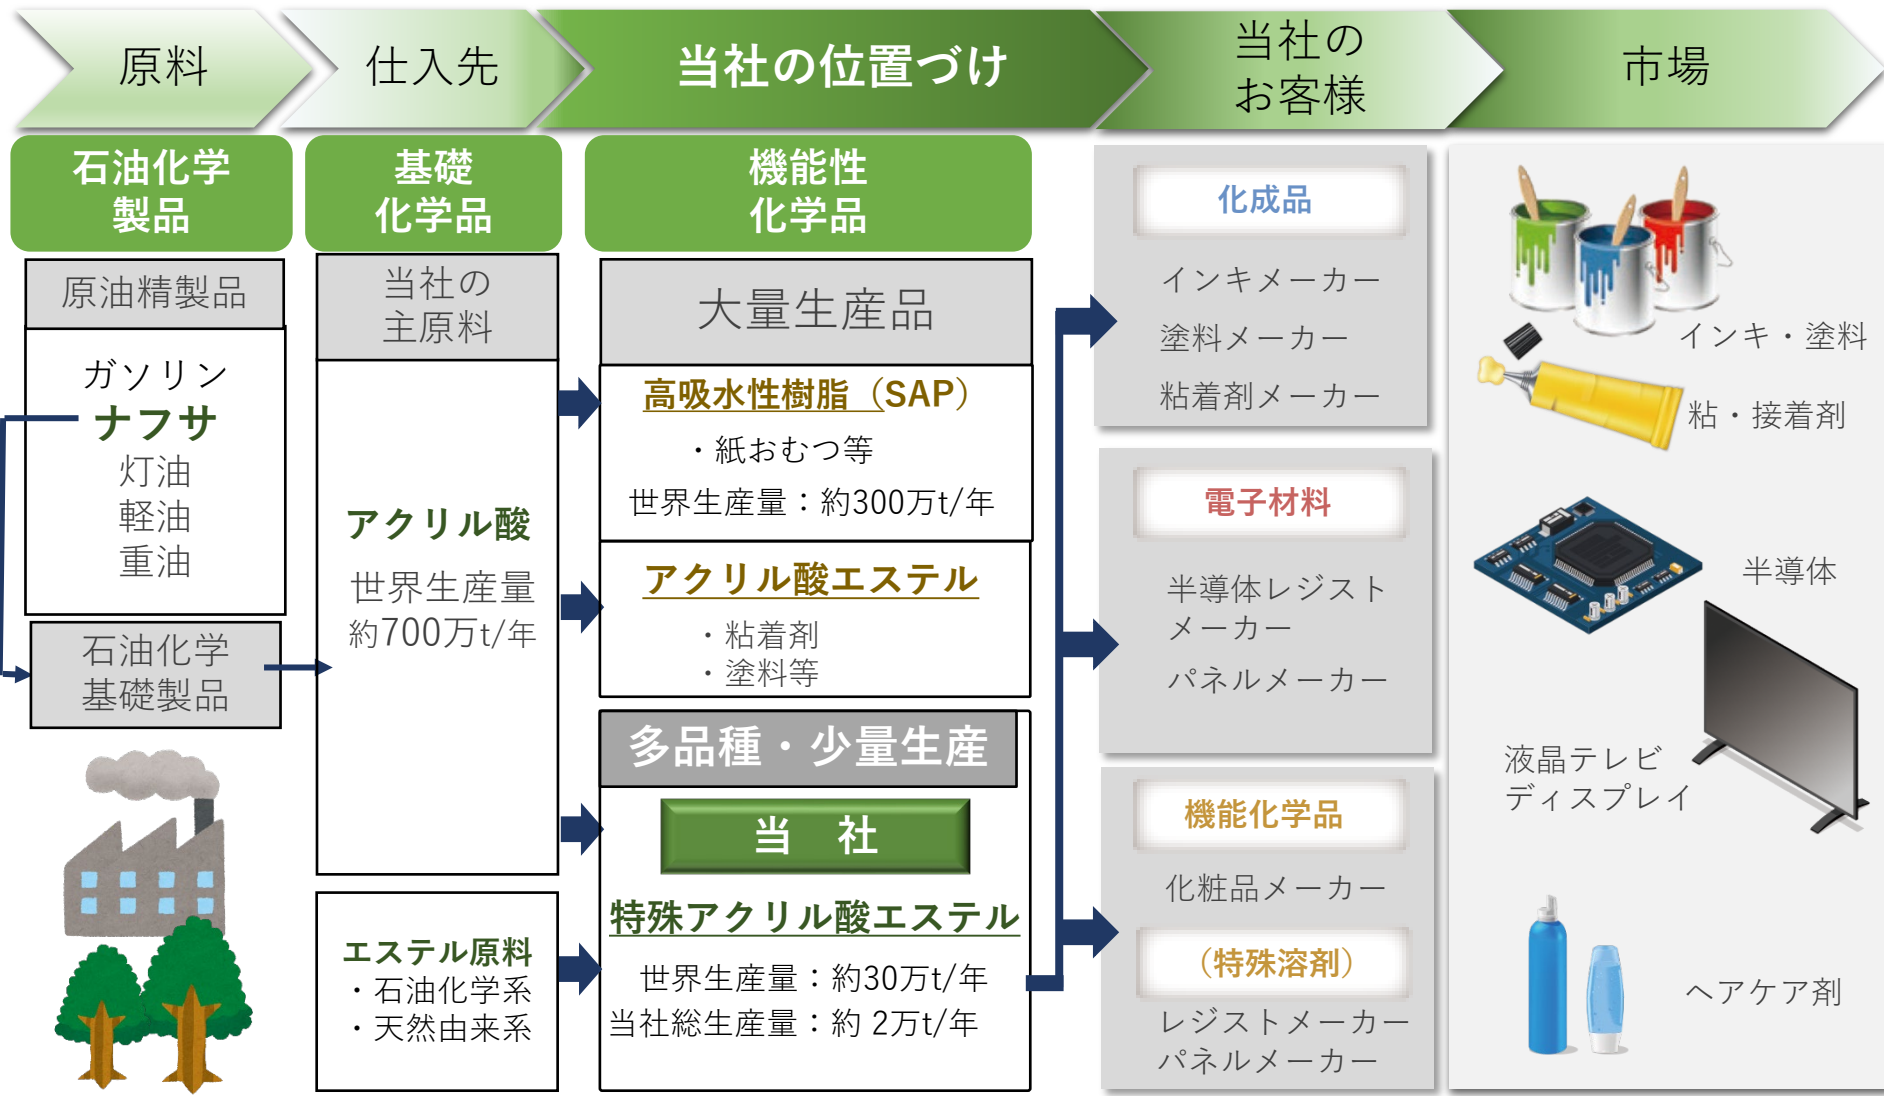 原料
仕入先
当社の位置づけ
当社の
お客様
市場
石油化学
製品
原油精製品
ガソリン
ナフサ
灯油
軽油
重油
石油化学
基礎製品
基礎
化学品
当社の
主原料
アクリル酸
世界生産量
約700万t/年
エステル原料
・石油化学系
・天然由来系
機能性
化学品
大量生産品
高吸水性樹脂（SAP）
・紙おむつ等
世界生産量：約300万t/年
アクリル酸エステル
・粘着剤
・塗料等
多品種・少量生産
当　社
特殊アクリル酸エステル
世界生産量：約30万t/年
当社総生産量：約 2万t/年
化成品
インキメーカー
塗料メーカー
粘着剤メーカー
電子材料
半導体レジスト
メーカー
パネルメーカー
機能化学品
化粧品メーカー
（特殊溶剤）
レジストメーカー
パネルメーカー
インキ・塗料
粘・接着剤
半導体
液晶テレビ
ディスプレイ
ヘアケア剤